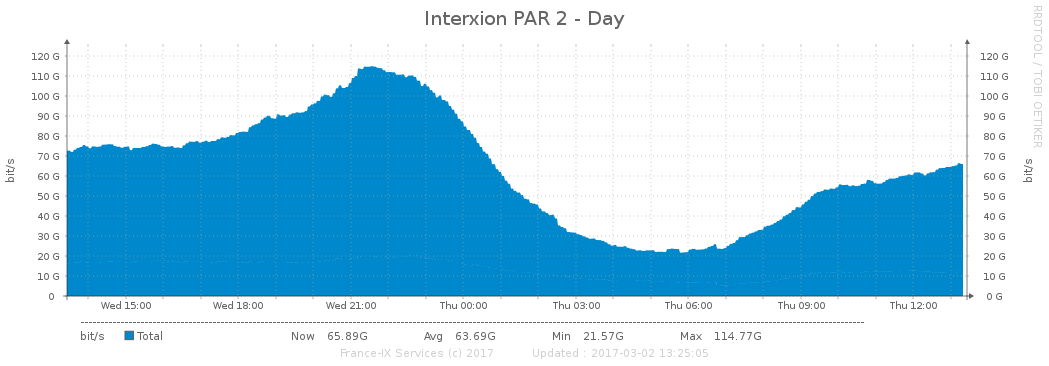 Interxion PAR 2 - Day
RRDTOOL / TOBI OETIKER
bit/s
120 G
110 G
100 G
90 G
80 G
70 G
60 G
50 G
40 G
30 G
20 G
10 G
0
120 G
110 G
100 G
90 G
80 G
70 G
60 G
50 G
40 G
30 G
20 G
10 G
0 G
bit/s
Wed 15:00 Wed 18:00 Wed 21:00 Thu 00:00 Thu 03:00 Thu 06:00 Thu 09:00 Thu 12:00
bit/s Total Now 65.89G Avg 63.69G Min 21.57G Max 114.77G
France-IX Services (c) 2017 Updated : 2017-03-02 13:25:05